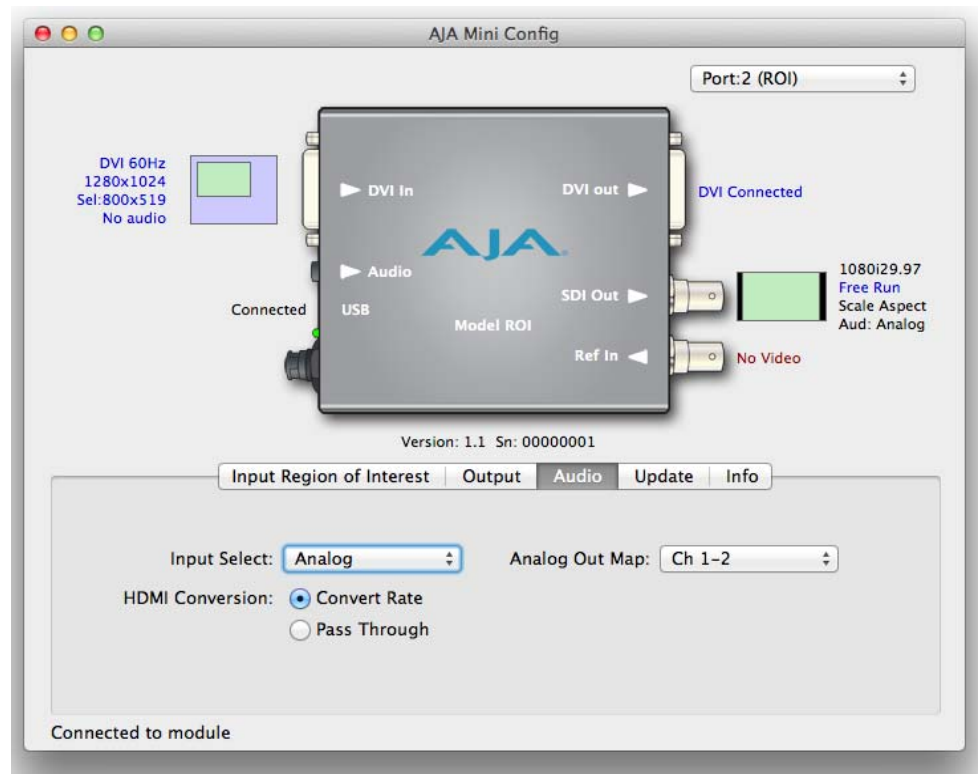 AJA Mini Config
Port:2 (ROI)
DVI 60Hz
1280x1024
Sel:800x519
No audio
DVI In
DVI out
DVI Connected
AJA.
Audio
Connected
USB
Model ROI
SDI Out
1080i29.97
Free Run
Scale Aspect
Aud: Analog
Ref In
No Video
Version: 1.1 Sn: 00000001
Input Region of Interest
Output
Audio
Update
Info
Input Select: Analog
Analog Out Map: Ch 1-2
HDMI Conversion: Convert Rate
Pass Through
Connected to module